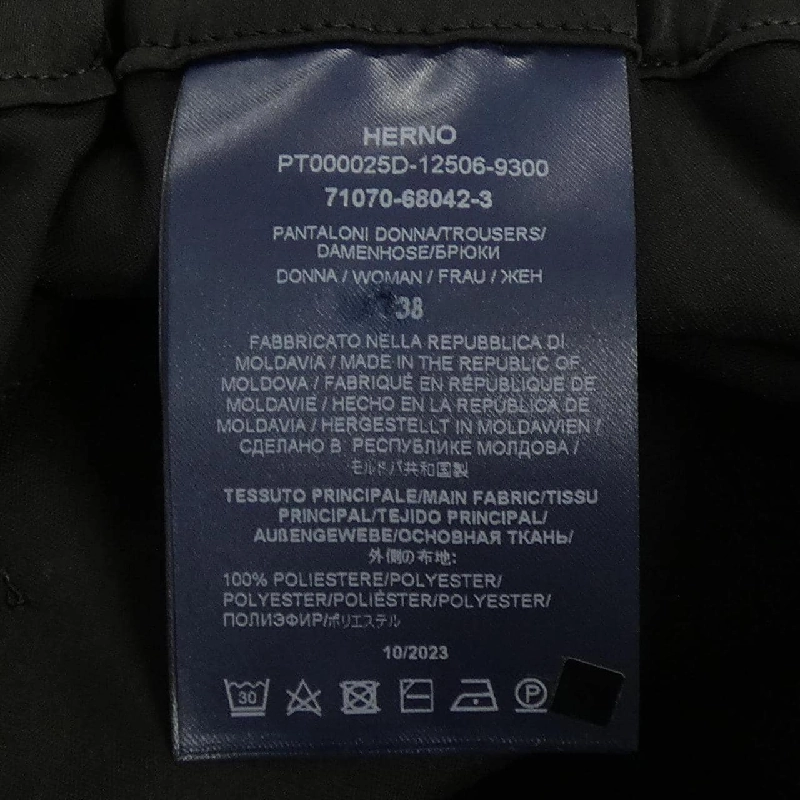 HERNO
PT000025D-12506-9300
71070-68042-3
PANTALONI DONNA/TROUSERS/
DAMENHOSE/БРЮКИ
DONNA / WOMAN / FRAU / ЖЕН
38
FABBRICATO NELLA REPUBBLICA DI
MOLDAVIA / MADE IN THE REPUBLIC OF
MOLDOVA / FABRIQUÉ EN RÉPUBLIQUE DE
MOLDAVIE / HECHO EN LA REPÚBLICA DE
MOLDAVIA / HERGESTELLT IN MOLDAWIEN /
СДЕЛАНО В РЕСПУБЛИКЕ МОЛДОВА /
モルドバ共和国製
TESSUTO PRINCIPALE/MAIN FABRIC/TISSU
PRINCIPAL/TEJIDO PRINCIPAL/
AUßENGEWEBE/ОСНОВНАЯ ТКАНЬ/
外側の布地:
100% POLIESTERE/POLYESTER/
POLYESTER/POLIÉSTER/POLYESTER/
ПОЛИЭФИР/ポリエステル
10/2023
30 P